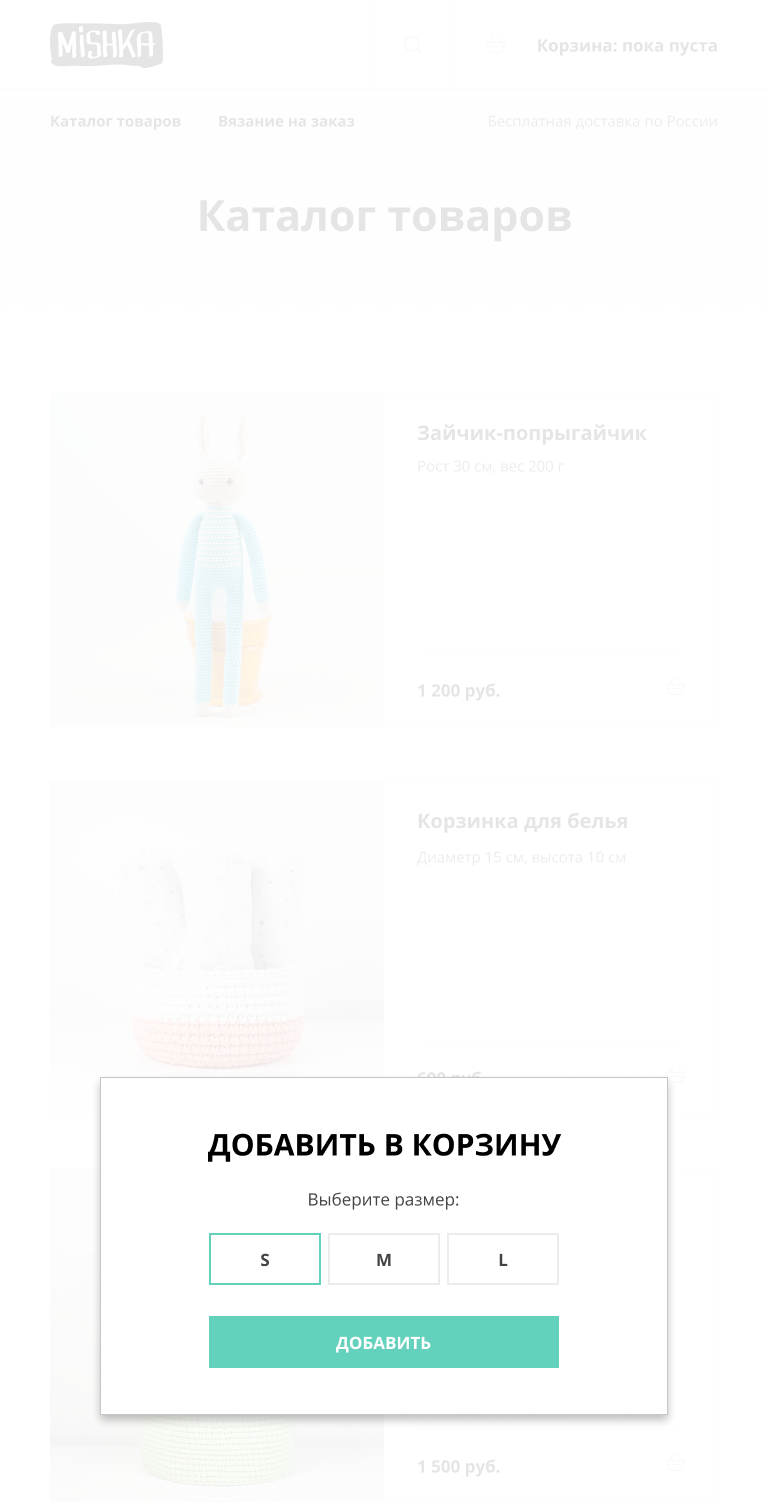 MiSHKA
Корзина: пока пуста
Каталог товаров
Вязание на заказ
Бесплатная доставка по России
Каталог товаров
Зайчик-попрыгайчик
Рост 30 см, вес 200 г
1 200 руб.
Корзинка для белья
Диаметр 15 см, высота 10 см
600 руб.
ДОБАВИТЬ В КОРЗИНУ
Выберите размер:
S
M
L
ДОБАВИТЬ
1 500 руб.